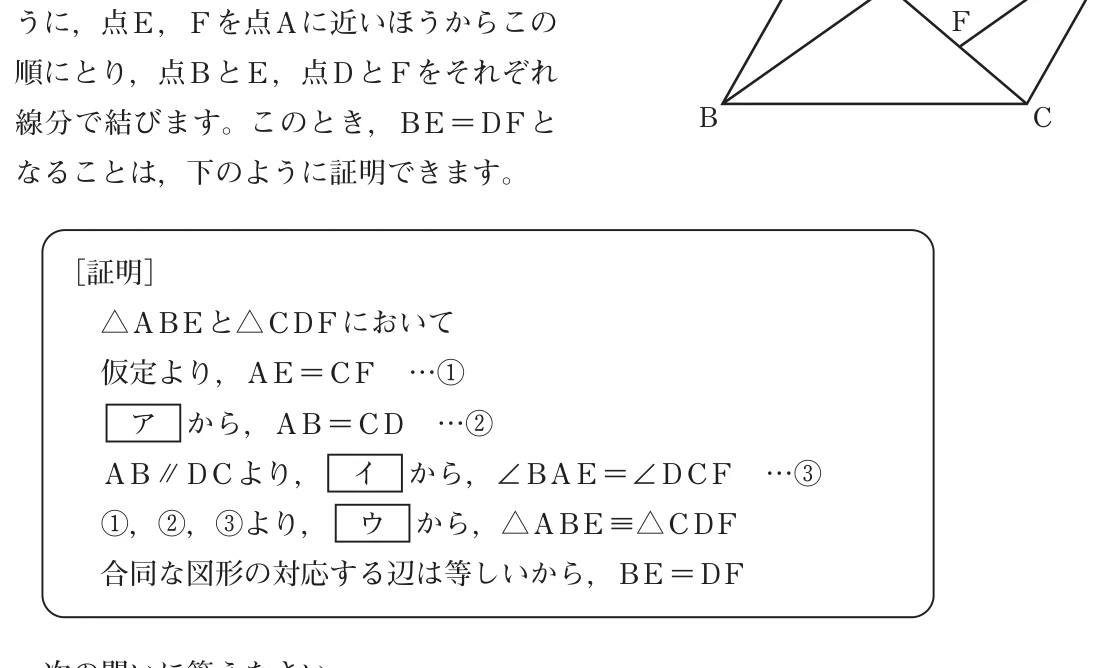 うに，点E，Fを点Aに近いほうからこの
順にとり，点BとE，点DとFをそれぞれ
線分で結びます。このとき，BE＝DFと
なることは，下のように証明できます。
F
B
C
［証明］
△ABEと△CDFにおいて
仮定より，AE＝CF　…①
ア から，AB＝CD　…②
AB⫽DCより，イ から，∠BAE＝∠DCF　…③
①，②，③より，ウ から，△ABE≡△CDF
合同な図形の対応する辺は等しいから，BE＝DF